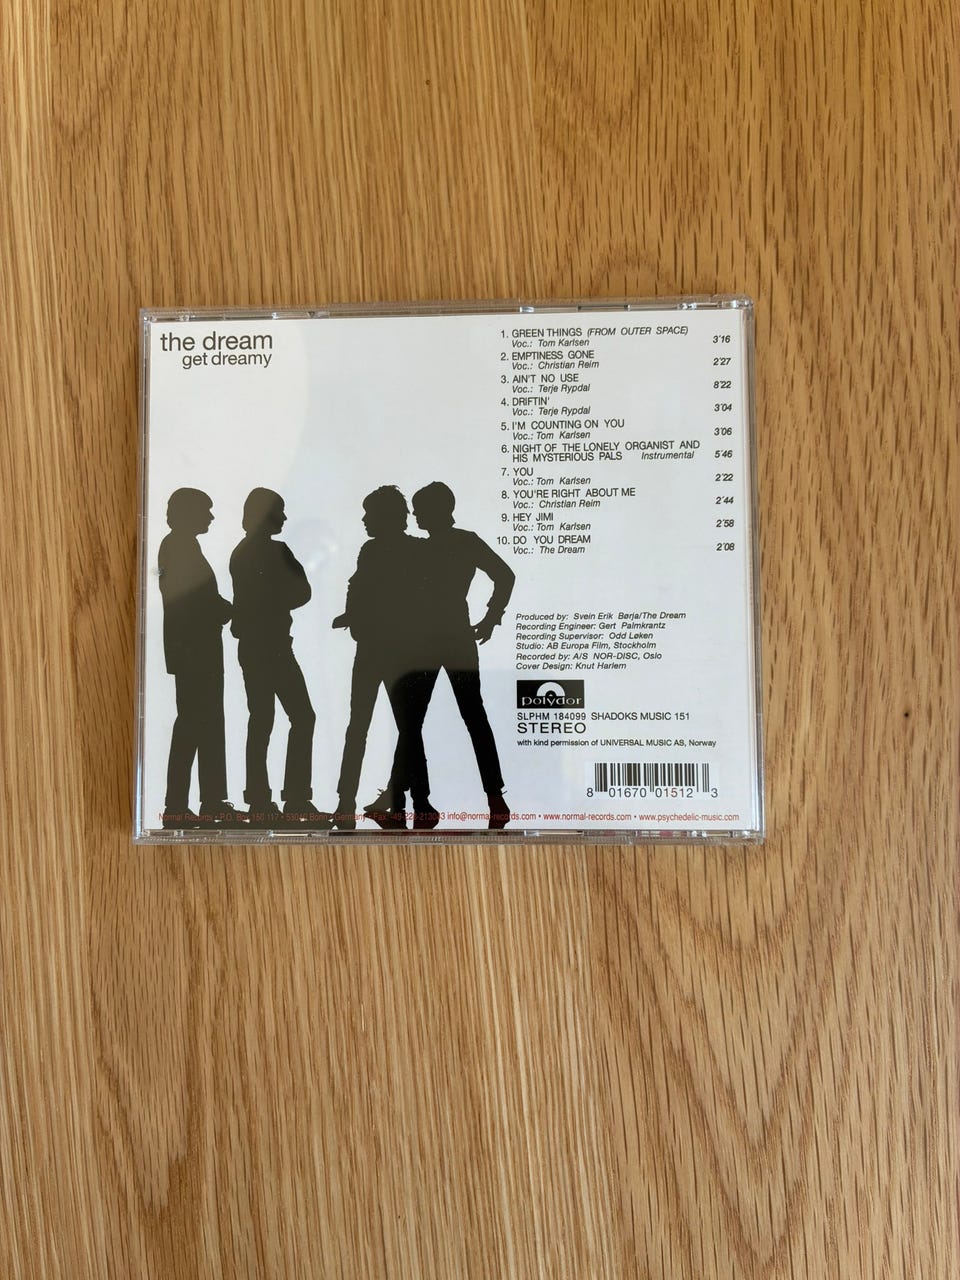 the dream
get dreamy
1. GREEN THINGS (FROM OUTER SPACE) 3'16
Voc.: Tom Karlsen
2. EMPTINESS GONE 2'27
Voc.: Christian Reim
3. AIN'T NO USE 8'22
Voc.: Terje Rypdal
4. DRIFTIN' 3'04
Voc.: Terje Rypdal
5. I'M COUNTING ON YOU 3'06
Voc.: Tom Karlsen
6. NIGHT OF THE LONELY ORGANIST AND
HIS MYSTERIOUS PALS Instrumental 5'46
7. YOU 2'22
Voc.: Tom Karlsen
8. YOU'RE RIGHT ABOUT ME 2'44
Voc.: Christian Reim
9. HEY JIMI 2'58
Voc.: Tom Karlsen
10. DO YOU DREAM 2'08
Voc.: The Dream
Produced by: Svein Erik Børja/The Dream
Recording Engineer: Gert Palmkrantz
Recording Supervisor: Odd Løken
Studio: AB Europa Film, Stockholm
Recorded by: A/S NOR-DISC, Oslo
Cover Design: Knut Harlem
Polydor
SLPHM 184099 SHADOKS MUSIC 151
STEREO
with kind permission of UNIVERSAL MUSIC AS, Norway
8 01670 01512 3
Normal Records • P.O. Box 150 117 • Bonn • Germany • Fax. info@normal-records.com • www.normal-records.com • www.psychedelic-music.com